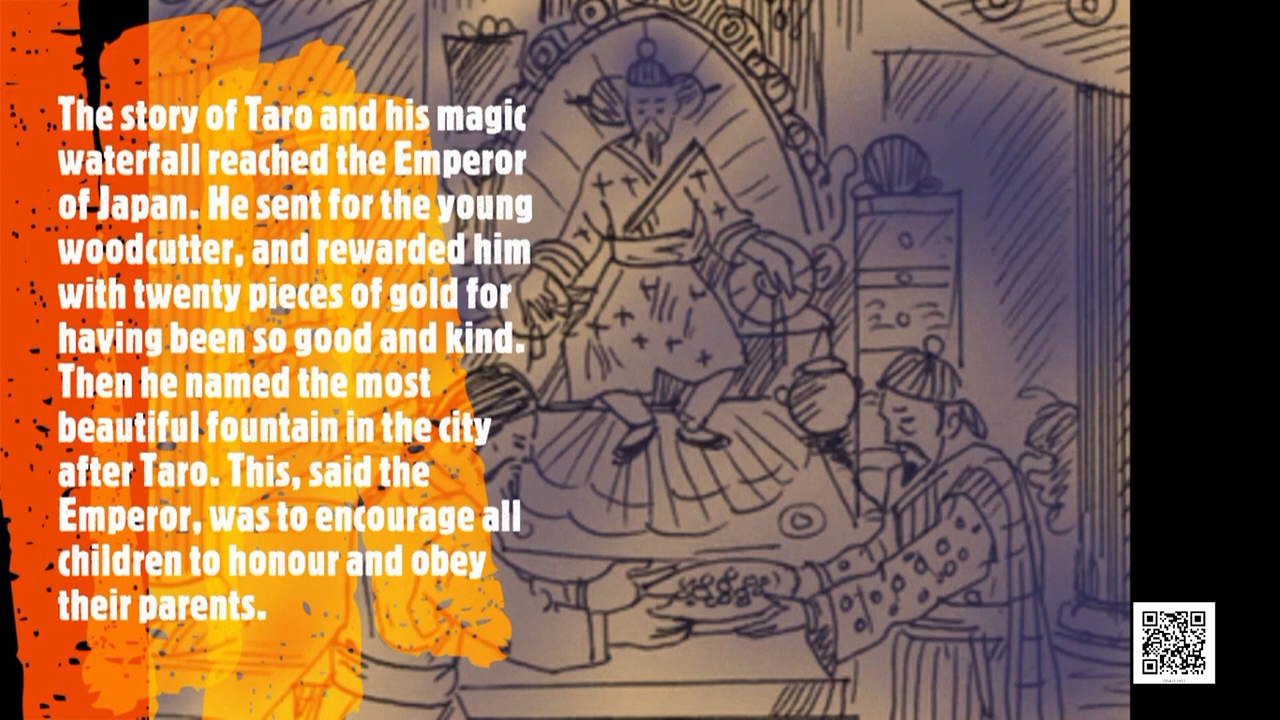 The story of Taro and his magic
waterfall reached the Emperor
of Japan. He sent for the young
woodcutter, and rewarded him
with twenty pieces of gold for
having been so good and kind.
Then he named the most
beautiful fountain in the city
after Taro. This, said the
Emperor, was to encourage all
children to honour and obey
their parents.